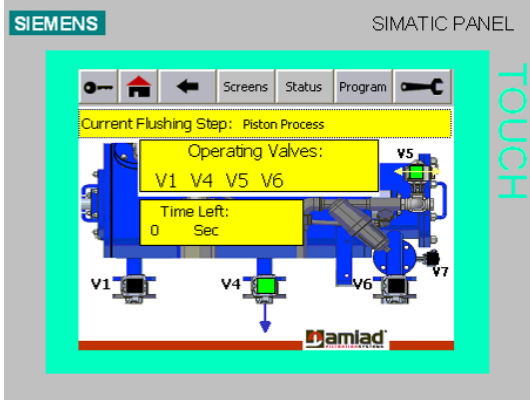 SIEMENS
SIMATIC PANEL
TOUCH
Screens Status Program
Current Flushing Step: Piston Process
Operating Valves:
V1 V4 V5 V6
V5
Time Left:
0 Sec
V1
V4
V6
V7
amiad